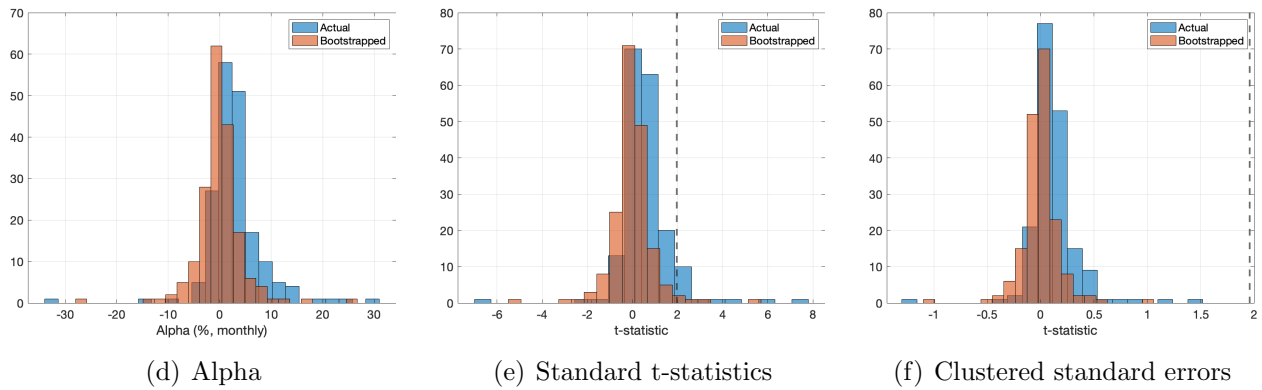 70
60
50
40
30
20
10
0
Actual
Bootstrapped
-30 -20 -10 0 10 20 30
Alpha (%, monthly)
(d) Alpha
80
70
60
50
40
30
20
10
0
Actual
Bootstrapped
-6 -4 -2 0 2 4 6 8
t-statistic
(e) Standard t-statistics
80
70
60
50
40
30
20
10
0
Actual
Bootstrapped
-1 -0.5 0 0.5 1 1.5 2
t-statistic
(f) Clustered standard errors